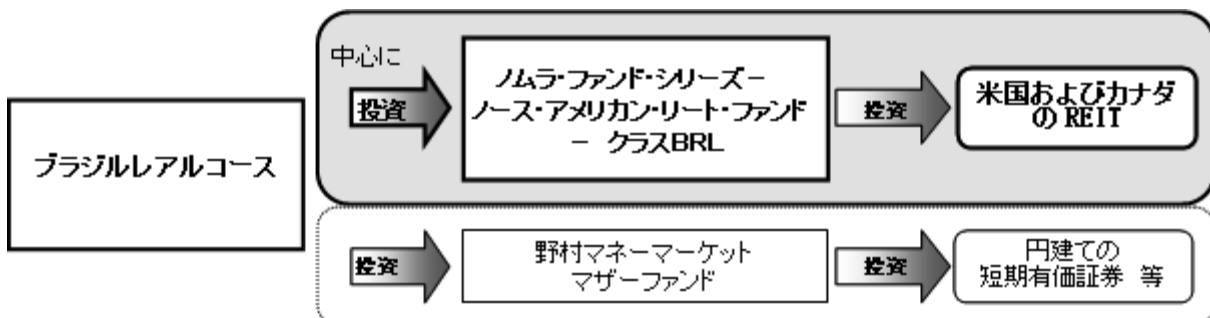 ブラジルレアルコース
中心に
投資
ノムラ・ファンド・シリーズ－
ノース・アメリカン・リート・ファンド
－ クラスBRL
投資
米国およびカナダ
の REIT
投資
野村マネーマーケット
マザーファンド
投資
円建ての
短期有価証券 等